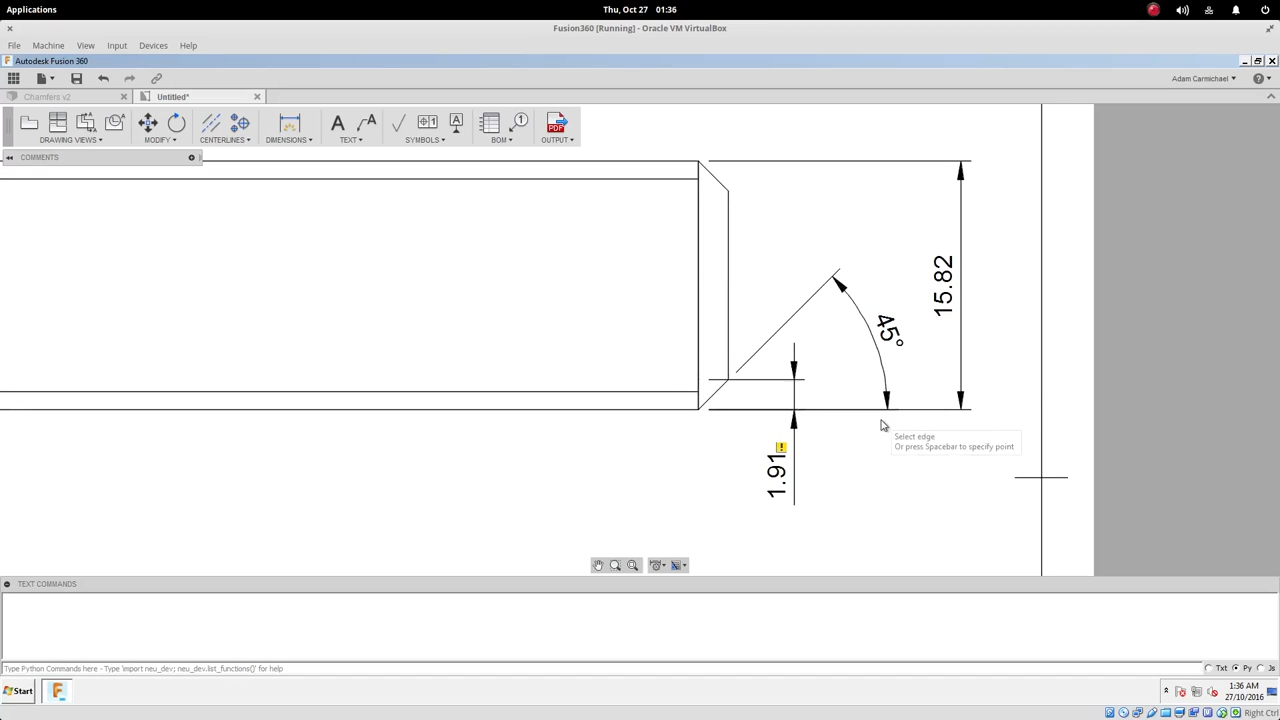 Applications
Thu, Oct 27 01:36
Fusion360 [Running] - Oracle VM VirtualBox
File Machine View Input Devices Help
Autodesk Fusion 360
Adam Carmichael
Chamfers v2
Untitled*
DRAWING VIEWS MODIFY CENTERLINES DIMENSIONS TEXT SYMBOLS BOM OUTPUT
PDF
COMMENTS
15.82
45°
Select edge
Or press Spacebar to specify point
1.91
TEXT COMMANDS
Type Python Commands here - Type 'import neu_dev; neu_dev.list_functions()' for help
Txt Py Js
Start
1:36 AM
27/10/2016
Right Ctrl